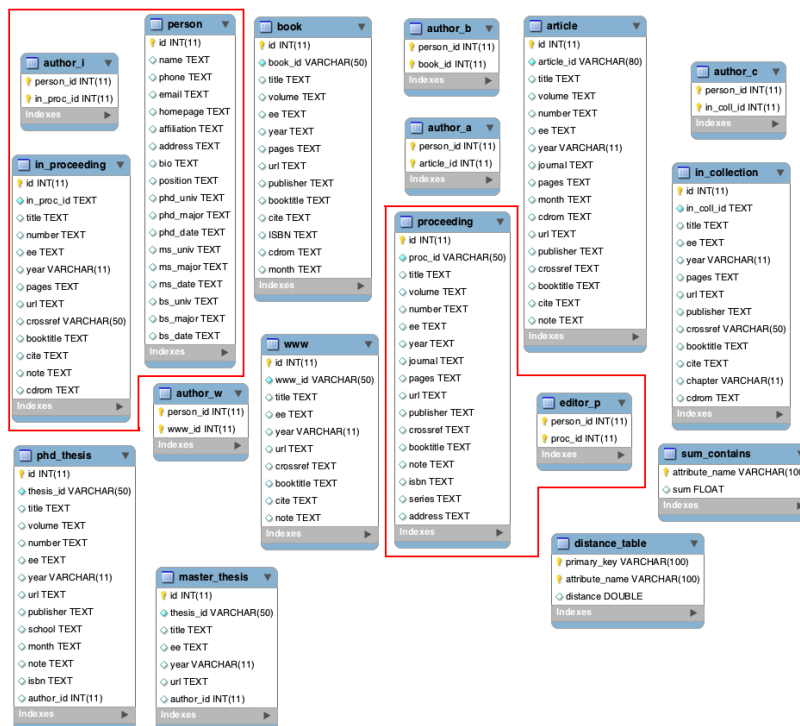 author_i
person_id INT(11)
in_proc_id INT(11)
Indexes
person
id INT(11)
name TEXT
phone TEXT
email TEXT
homepage TEXT
affiliation TEXT
address TEXT
bio TEXT
position TEXT
phd_univ TEXT
phd_major TEXT
phd_date TEXT
ms_univ TEXT
ms_major TEXT
ms_date TEXT
bs_univ TEXT
bs_major TEXT
bs_date TEXT
Indexes
book
id INT(11)
book_id VARCHAR(50)
title TEXT
volume TEXT
ee TEXT
year TEXT
pages TEXT
url TEXT
publisher TEXT
booktitle TEXT
cite TEXT
ISBN TEXT
cdrom TEXT
month TEXT
Indexes
author_b
person_id INT(11)
book_id INT(11)
Indexes
author_a
person_id INT(11)
article_id INT(11)
Indexes
article
id INT(11)
article_id VARCHAR(80)
title TEXT
volume TEXT
number TEXT
ee TEXT
year VARCHAR(11)
journal TEXT
pages TEXT
month TEXT
cdrom TEXT
url TEXT
publisher TEXT
crossref TEXT
booktitle TEXT
cite TEXT
note TEXT
Indexes
author_c
person_id INT(11)
in_coll_id INT(11)
Indexes
in_proceeding
id INT(11)
in_proc_id TEXT
title TEXT
number TEXT
ee TEXT
year VARCHAR(11)
pages TEXT
url TEXT
crossref VARCHAR(50)
booktitle TEXT
cite TEXT
note TEXT
cdrom TEXT
Indexes
in_collection
id INT(11)
in_coll_id TEXT
title TEXT
ee TEXT
year VARCHAR(11)
pages TEXT
url TEXT
publisher TEXT
crossref VARCHAR(50)
booktitle TEXT
cite TEXT
chapter VARCHAR(11)
cdrom TEXT
Indexes
proceeding
id INT(11)
proc_id VARCHAR(50)
title TEXT
volume TEXT
number TEXT
ee TEXT
year TEXT
journal TEXT
pages TEXT
url TEXT
publisher TEXT
crossref TEXT
booktitle TEXT
note TEXT
isbn TEXT
series TEXT
address TEXT
Indexes
www
id INT(11)
www_id VARCHAR(50)
title TEXT
ee TEXT
year VARCHAR(11)
url TEXT
crossref TEXT
booktitle TEXT
cite TEXT
note TEXT
Indexes
author_w
person_id INT(11)
www_id INT(11)
Indexes
editor_p
person_id INT(11)
proc_id INT(11)
Indexes
phd_thesis
id INT(11)
thesis_id VARCHAR(50)
title TEXT
volume TEXT
number TEXT
ee TEXT
year VARCHAR(11)
url TEXT
publisher TEXT
school TEXT
month TEXT
note TEXT
isbn TEXT
author_id INT(11)
Indexes
sum_contains
attribute_name VARCHAR(100
sum FLOAT
Indexes
distance_table
primary_key VARCHAR(100)
attribute_name VARCHAR(100)
distance DOUBLE
Indexes
master_thesis
id INT(11)
thesis_id VARCHAR(50)
title TEXT
ee TEXT
year VARCHAR(11)
url TEXT
author_id INT(11)
Indexes